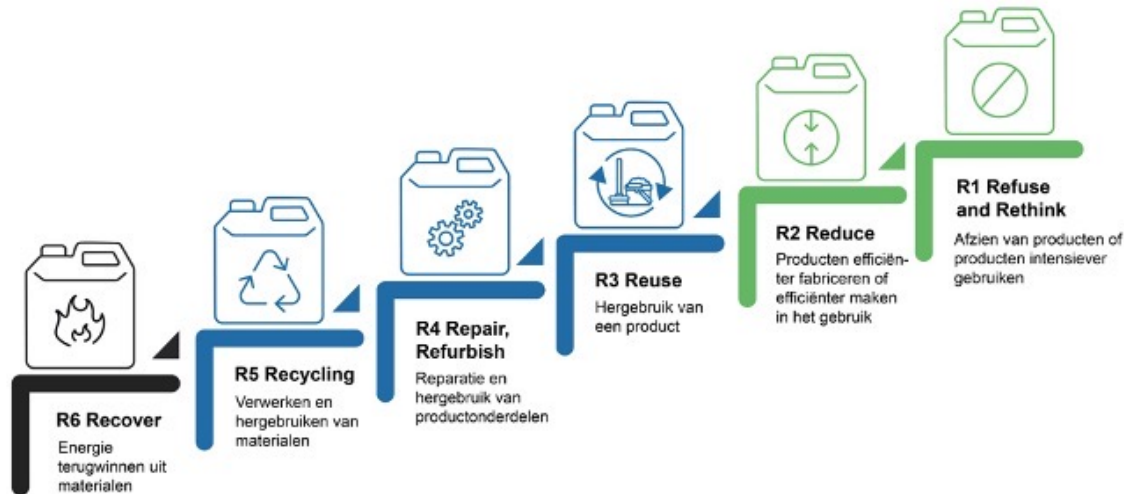 R1 Refuse
and Rethink
Afzien van producten of
producten intensiever
gebruiken
R2 Reduce
Producten efficiën-
ter fabriceren of
efficiënter maken
in het gebruik
R3 Reuse
Hergebruik van
een product
R4 Repair,
Refurbish
Reparatie en
hergebruik van
productonderdelen
R5 Recycling
Verwerken en
hergebruiken van
materialen
R6 Recover
Energie
terugwinnen uit
materialen